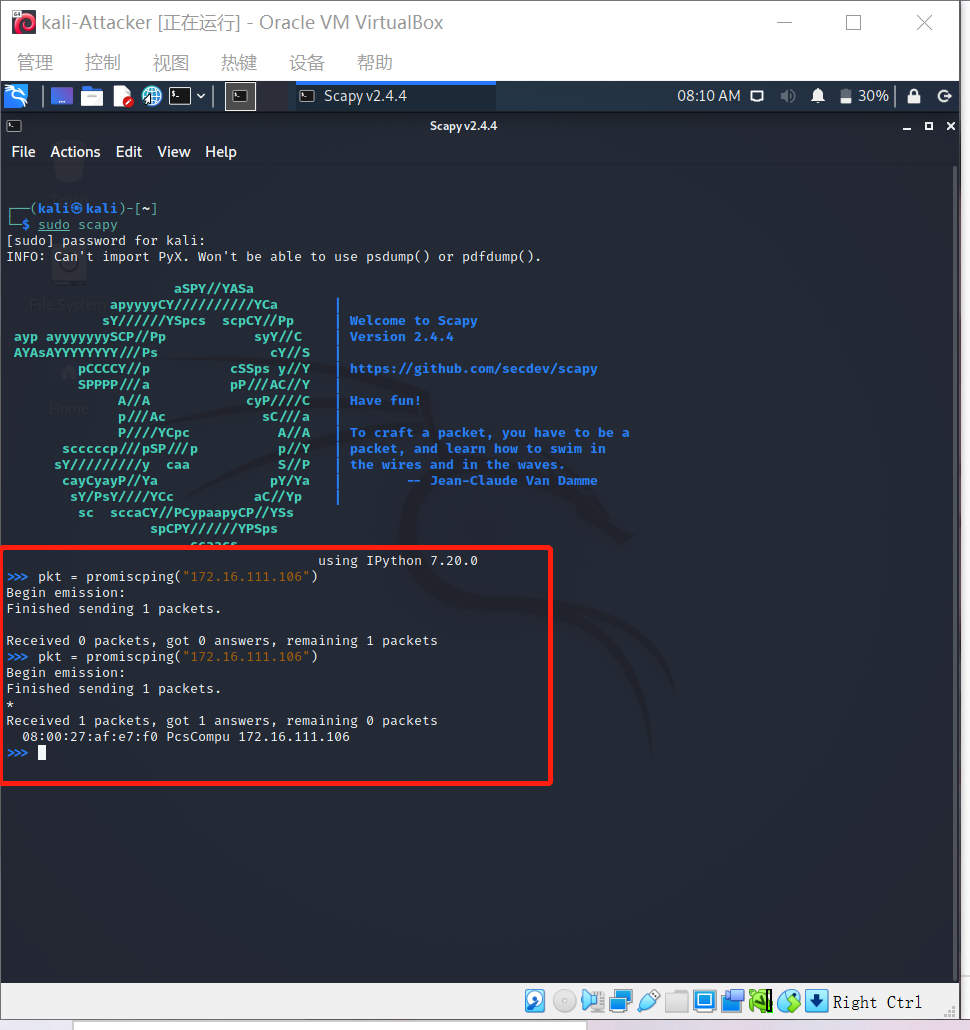 kali-Attacker [正在运行] - Oracle VM VirtualBox
管理 控制 视图 热键 设备 帮助
Scapy v2.4.4 08:10 AM 30%
Scapy v2.4.4
File Actions Edit View Help
┌──(kali㉿kali)-[~]
└─$ sudo scapy
[sudo] password for kali:
INFO: Can't import PyX. Won't be able to use psdump() or pdfdump().
aSPY//YASa
apyyyyCY//////////YCa |
sY//////YSpcs scpCY//Pp | Welcome to Scapy
ayp ayyyyyyySCP//Pp syY//C | Version 2.4.4
AYAsAYYYYYYYY///Ps cY//S |
pCCCCY//p cSSps y//Y | https://github.com/secdev/scapy
SPPPP///a pP///AC//Y |
A//A cyP////C | Have fun!
p///Ac sC///a |
P////YCpc A//A | To craft a packet, you have to be a
scccccp///pSP///p p//Y | packet, and learn how to swim in
sY/////////y caa S//P | the wires and in the waves.
cayCyayP//Ya pY/Ya | -- Jean-Claude Van Damme
sY/PsY////YCc aC//Yp |
sc sccaCY//PCypaapyCP//YSs
spCPY//////YPSps
ccaacs
using IPython 7.20.0
>>> pkt = promiscping("172.16.111.106")
Begin emission:
Finished sending 1 packets.
Received 0 packets, got 0 answers, remaining 1 packets
>>> pkt = promiscping("172.16.111.106")
Begin emission:
Finished sending 1 packets.
*
Received 1 packets, got 1 answers, remaining 0 packets
08:00:27:af:e7:f0 PcsCompu 172.16.111.106
>>>
File System
Home
Right Ctrl